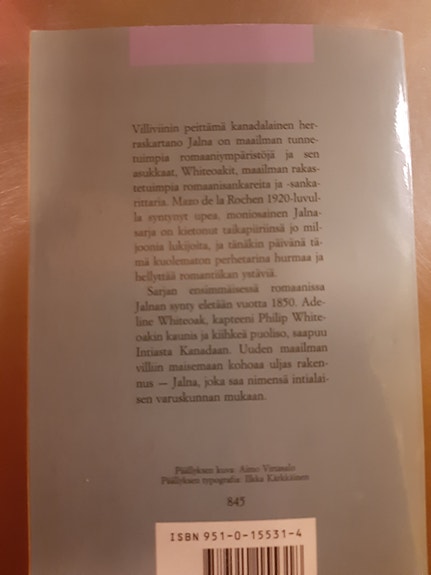 Villiviinin peittämä kanadalainen her-
raskartano Jalna on maailman tunne-
tuimpia romaaniympäristöjä ja sen
asukkaat, Whiteoakit, maailman rakas-
tetuimpia romaanisankareita ja -sanka-
rittaria. Mazo de la Rochen 1920-luvul-
la syntynyt upea, moniosainen Jalna-
sarja on kietonut taikapiiriinsä jo mil-
joonia lukijoita, ja tänäkin päivänä tä-
mä kuolematon perhetarina hurmaa ja
hellyttää romantiikan ystäviä.
Sarjan ensimmäisessä romaanissa
Jalnan synty eletään vuotta 1850. Ade-
line Whiteoak, kapteeni Philip White-
oakin kaunis ja kiihkeä puoliso, saapuu
Intiasta Kanadaan. Uuden maailman
villiin maisemaan kohoaa uljas raken-
nus — Jalna, joka saa nimensä intialai-
sen varuskunnan mukaan.
Päällyksen kuva: Aimo Virtasalo
Päällyksen typografia: Ilkka Kärkkäinen
845
ISBN 951-0-15531-4